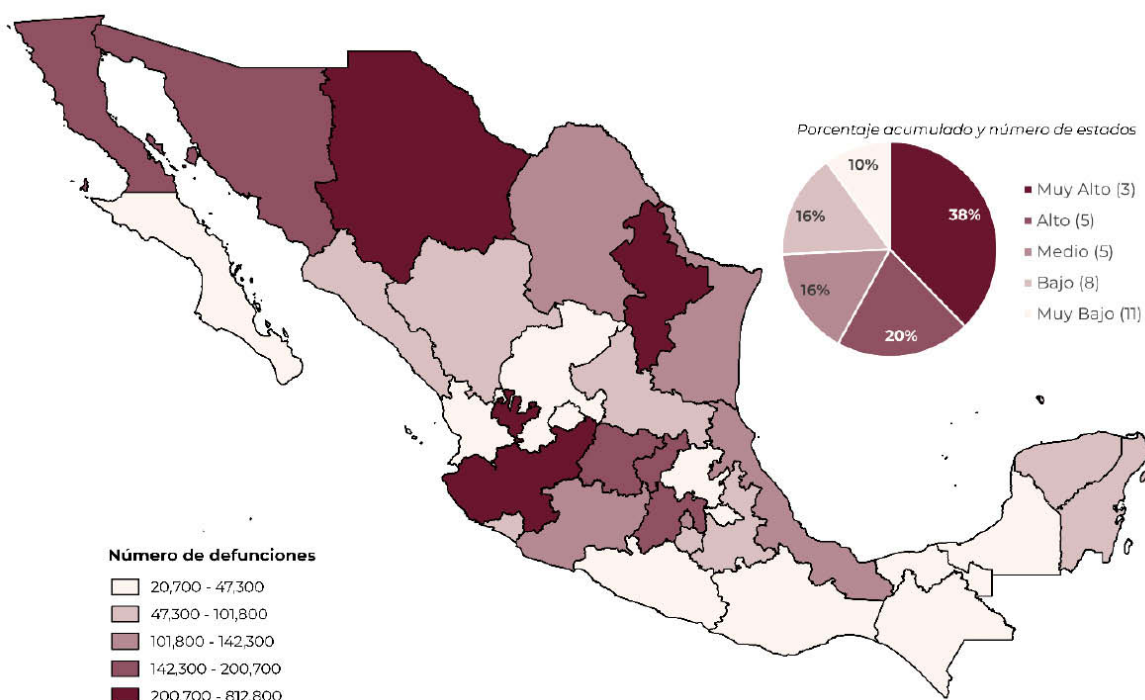 Porcentaje acumulado y número de estados
10%
38%
16%
16%
20%
Muy Alto (3)
Alto (5)
Medio (5)
Bajo (8)
Muy Bajo (11)
Número de defunciones
20,700 - 47,300
47,300 - 101,800
101,800 - 142,300
142,300 - 200,700
200,700 - 812,800